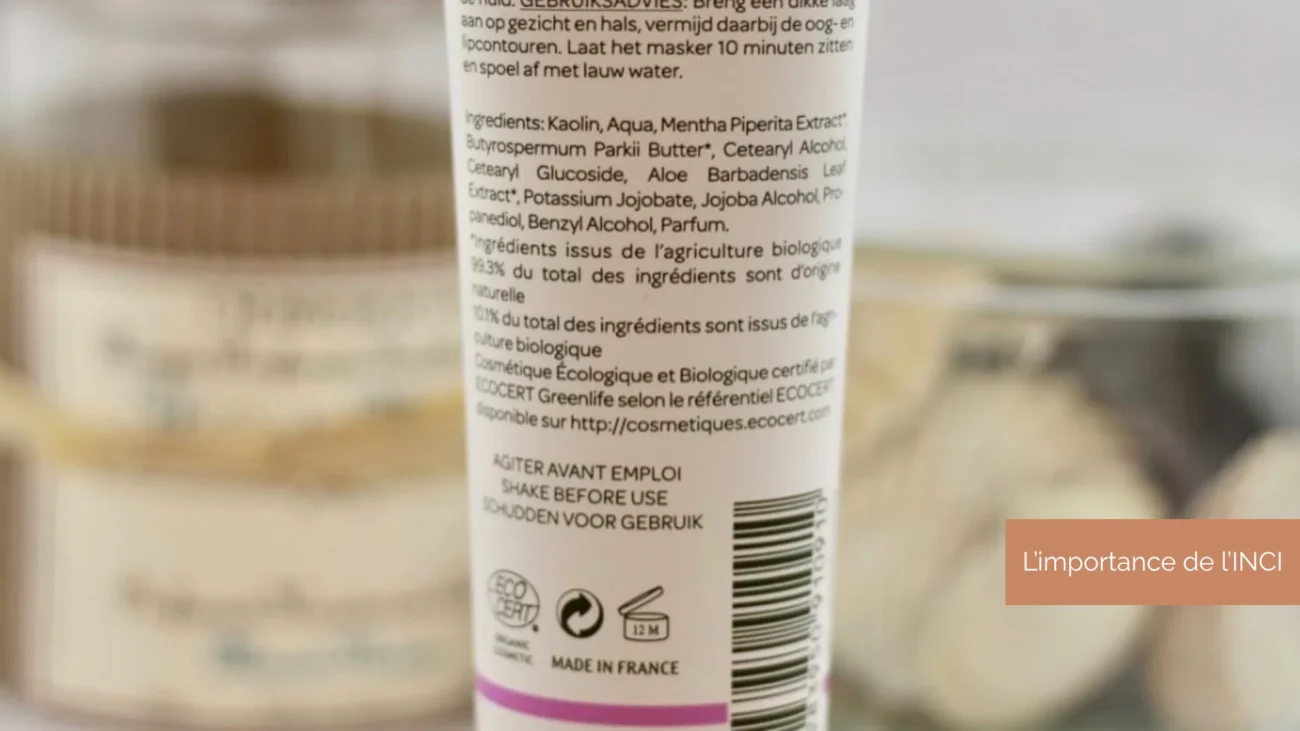 de huid. GEBRUIKSADVIES: Breng een dikke laag
aan op gezicht en hals, vermijd daarbij de oog- en
lipcontouren. Laat het masker 10 minuten zitten
en spoel af met lauw water.
Ingredients: Kaolin, Aqua, Mentha Piperita Extract*,
Butyrospermum Parkii Butter*, Cetearyl Alcohol,
Cetearyl Glucoside, Aloe Barbadensis Leaf
Extract*, Potassium Jojobate, Jojoba Alcohol, Pro-
panediol, Benzyl Alcohol, Parfum.
*Ingrédients issus de l'agriculture biologique
99.3% du total des ingrédients sont d'origine
naturelle
10.1% du total des ingrédients sont issus de l'agri-
culture biologique
Cosmétique Écologique et Biologique certifié par
ECOCERT Greenlife selon le référentiel ECOCERT
disponible sur http://cosmetiques.ecocert.com
AGITER AVANT EMPLOI
SHAKE BEFORE USE
SCHUDDEN VOOR GEBRUIK
ECO
CERT
ORGANIC
COSMETIC
12 M
MADE IN FRANCE
L'importance de l'INCI